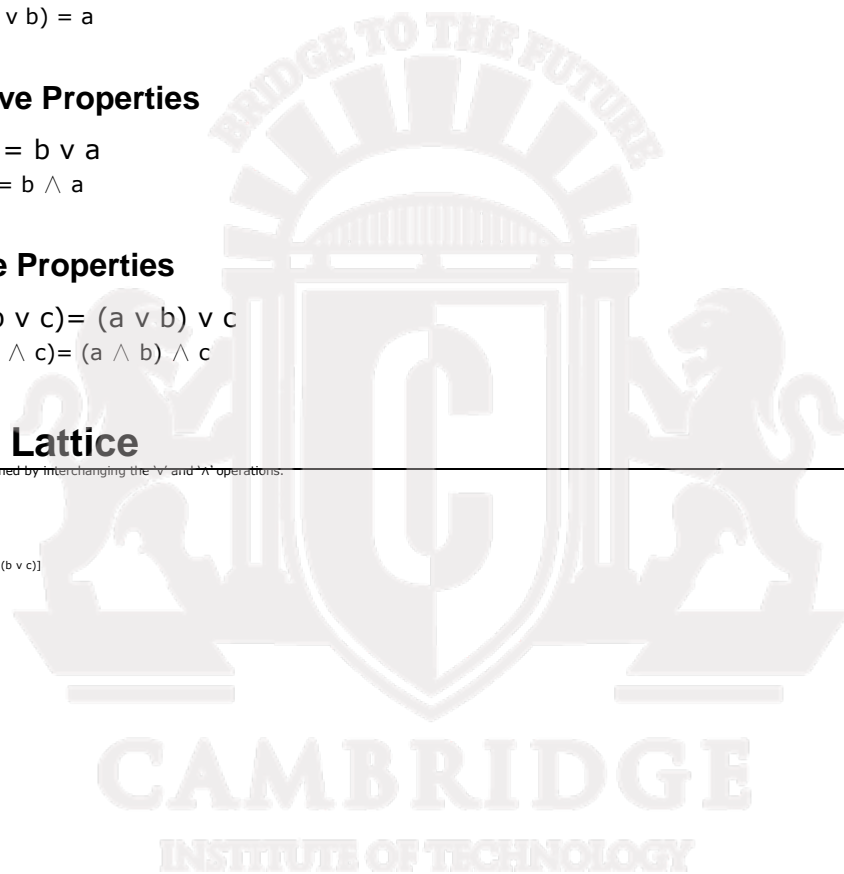 v b) = a
ve Properties
= b v a
= b ∧ a
e Properties
v c)= (a v b) v c
∧ c)= (a ∧ b) ∧ c
Lattice
ned by interchanging the 'v' and '∧' operations.
(b v c)]
BRIDGE TO THE FUTURE
C
CAMBRIDGE
INSTITUTE OF TECHNOLOGY